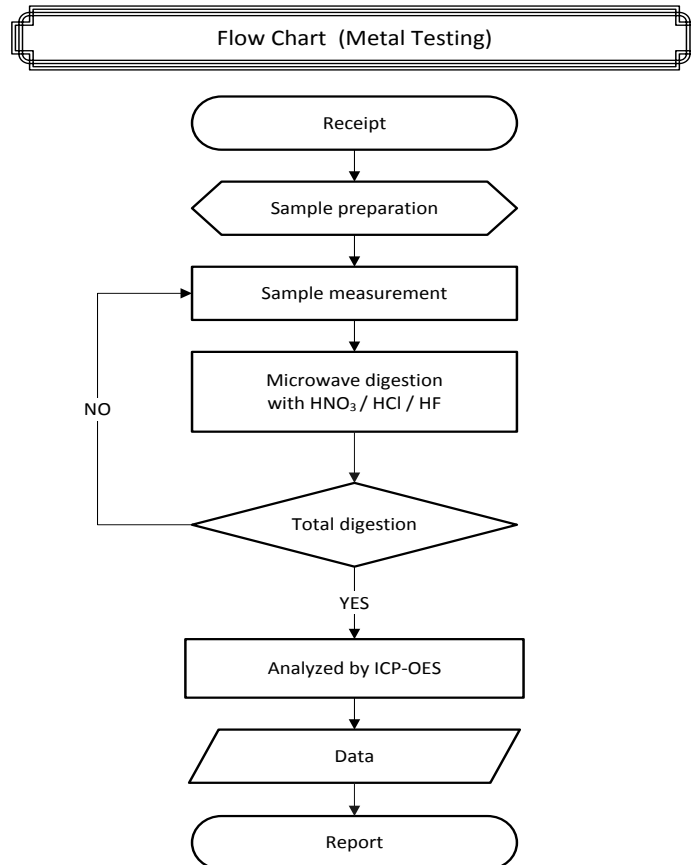 Flow Chart  (Metal Testing)
Receipt
Sample preparation
Sample measurement
Microwave digestion
with HNO₃ / HCl / HF
NO
Total digestion
YES
Analyzed by ICP-OES
Data
Report